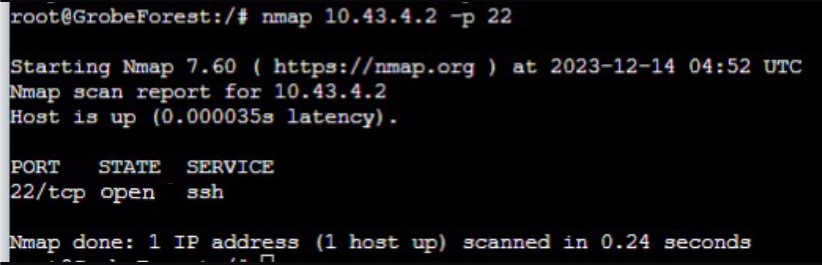 root@GrobeForest:/# nmap 10.43.4.2 -p 22
Starting Nmap 7.60 ( https://nmap.org ) at 2023-12-14 04:52 UTC
Nmap scan report for 10.43.4.2
Host is up (0.000035s latency).
PORT   STATE  SERVICE
22/tcp open   ssh
Nmap done: 1 IP address (1 host up) scanned in 0.24 seconds
root@GrobeForest:/#